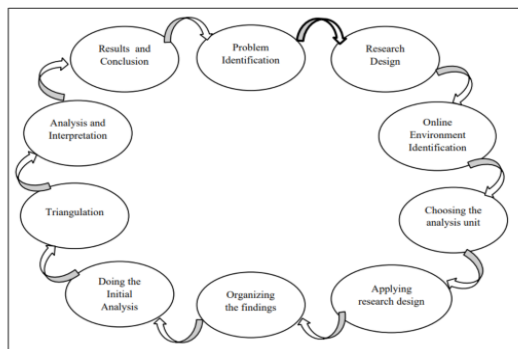 Results and
Conclusion
Problem
Identification
Research
Design
Online
Environment
Identification
Choosing the
analysis unit
Applying
research design
Organizing
the findings
Doing the
Initial
Analysis
Triangulation
Analysis and
Interpretation